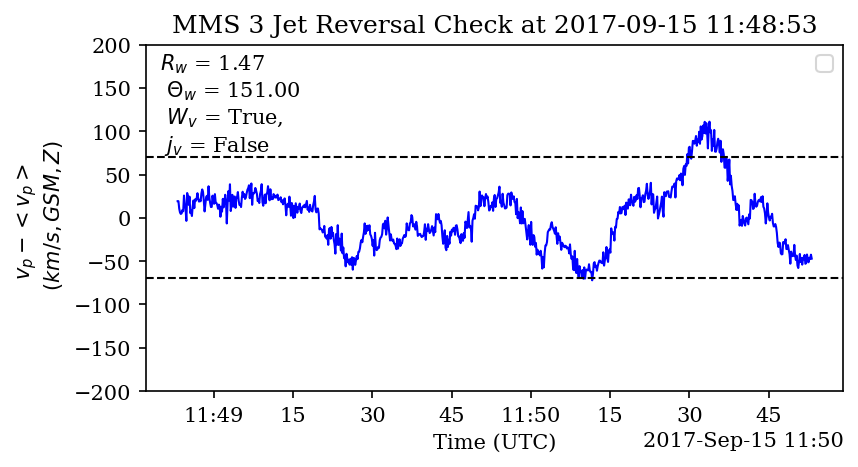 MMS 3 Jet Reversal Check at 2017-09-15 11:48:53
R_w = 1.47
Θ_w = 151.00
W_v = True,
j_v = False
v_p − < v_p >
(km/s, GSM, Z)
200
150
100
50
0
−50
−100
−150
−200
11:49 15 30 45 11:50 15 30 45
Time (UTC)
2017-Sep-15 11:50